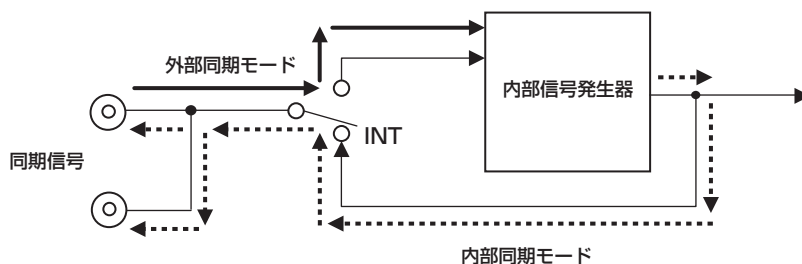 外部同期モード
内部信号発生器
INT
同期信号
内部同期モード